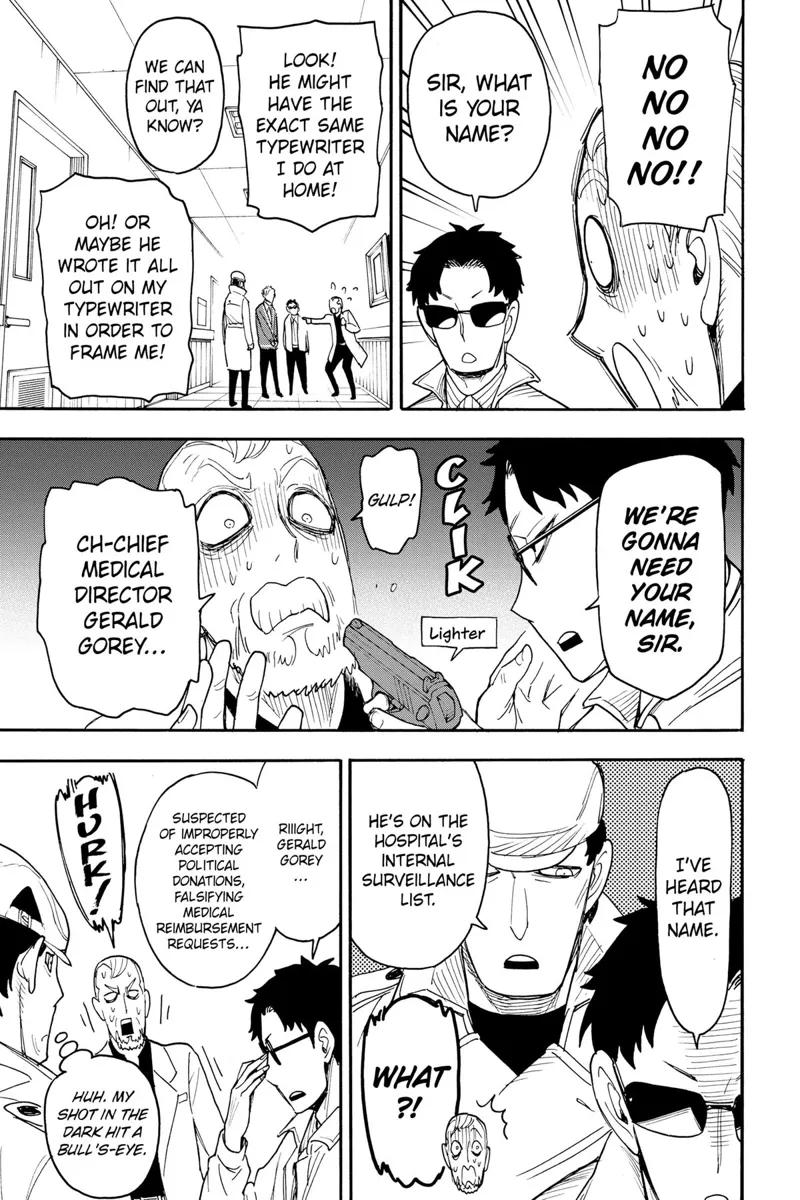 NO
NO
NO
NO!!
SIR, WHAT
IS YOUR
NAME?
LOOK!
HE MIGHT
HAVE THE
EXACT SAME
TYPEWRITER
I DO AT
HOME!
WE CAN
FIND THAT
OUT, YA
KNOW?
OH! OR
MAYBE HE
WROTE IT ALL
OUT ON MY
TYPEWRITER
IN ORDER TO
FRAME ME!
WE'RE
GONNA
NEED
YOUR
NAME,
SIR.
CLIK
Lighter
GULP!
CH-CHIEF
MEDICAL
DIRECTOR
GERALD
GOREY...
I'VE
HEARD
THAT
NAME.
HE'S ON THE
HOSPITAL'S
INTERNAL
SURVEILLANCE
LIST.
WHAT
?!
RIIIGHT,
GERALD
GOREY
...
SUSPECTED
OF IMPROPERLY
ACCEPTING
POLITICAL
DONATIONS,
FALSIFYING
MEDICAL
REIMBURSEMENT
REQUESTS...
HURK!
HUH. MY
SHOT IN THE
DARK HIT A
BULL'S-EYE.